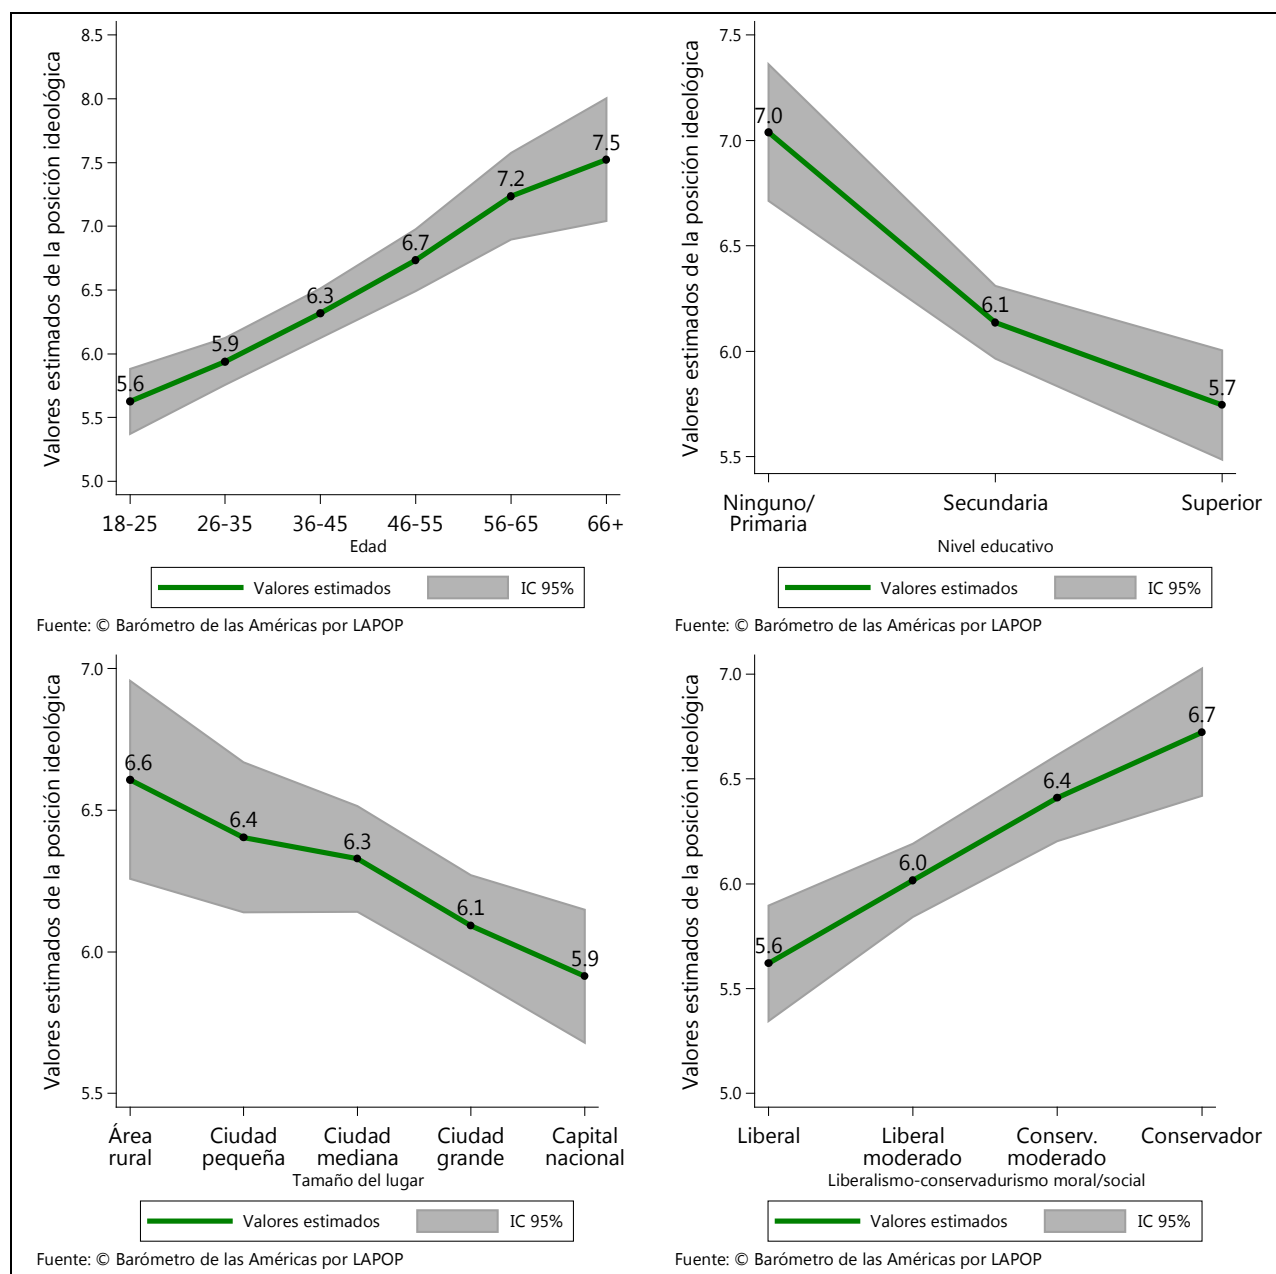 Valores estimados de la posición ideológica
8.5
8.0
7.5
7.0
6.5
6.0
5.5
5.0
5.6
5.9
6.3
6.7
7.2
7.5
18-25 26-35 36-45 46-55 56-65 66+
Edad
Valores estimados IC 95%
Fuente: © Barómetro de las Américas por LAPOP
Valores estimados de la posición ideológica
7.5
7.0
6.5
6.0
5.5
7.0
6.1
5.7
Ninguno/ Secundaria Superior
Primaria
Nivel educativo
Valores estimados IC 95%
Fuente: © Barómetro de las Américas por LAPOP
Valores estimados de la posición ideológica
7.0
6.5
6.0
5.5
6.6
6.4
6.3
6.1
5.9
Área Ciudad Ciudad Ciudad Capital
rural pequeña mediana grande nacional
Tamaño del lugar
Valores estimados IC 95%
Fuente: © Barómetro de las Américas por LAPOP
Valores estimados de la posición ideológica
7.0
6.5
6.0
5.5
5.0
5.6
6.0
6.4
6.7
Liberal Liberal Conserv. Conservador
moderado moderado
Liberalismo-conservadurismo moral/social
Valores estimados IC 95%
Fuente: © Barómetro de las Américas por LAPOP